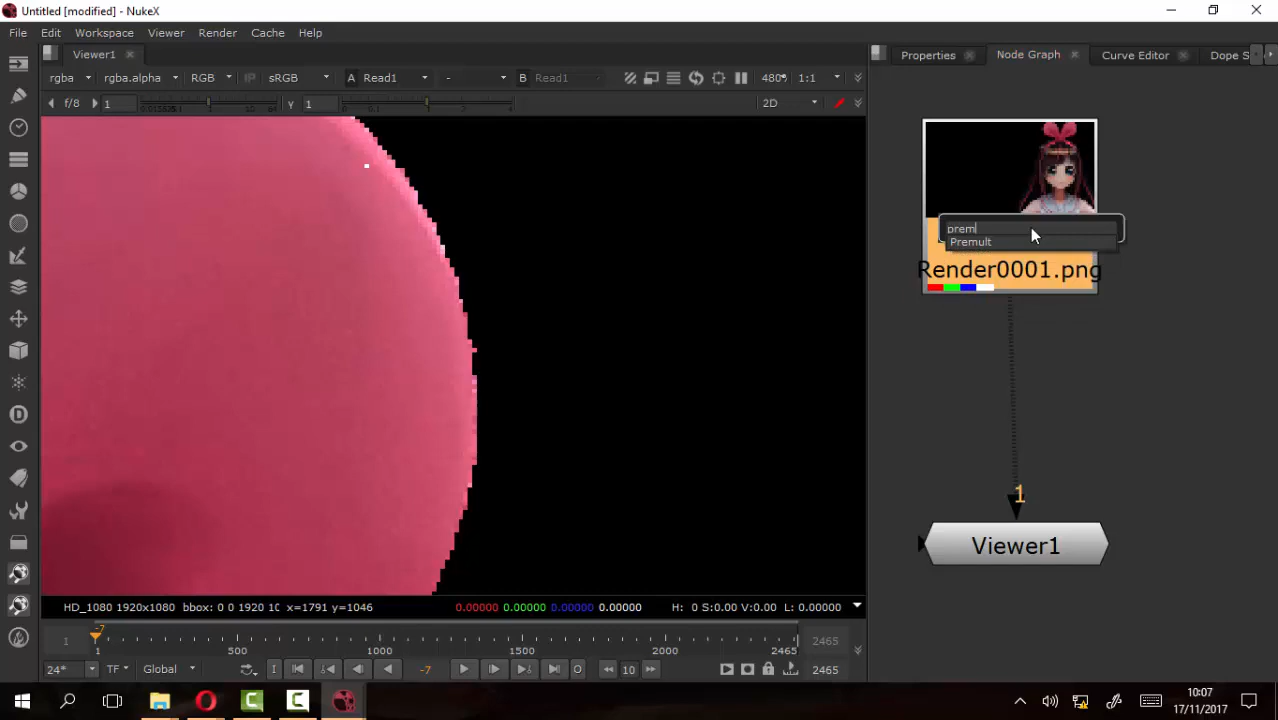 Untitled [modified] - NukeX
File Edit Workspace Viewer Render Cache Help
Viewer1
Properties Node Graph Curve Editor Dope S
rgba rgba.alpha RGB IP sRGB A Read1 - B Read1 480% 1:1
f/8 1 Y 1 2D
prem
Premult
Render0001.png
1
Viewer1
HD_1080 1920x1080 bbox: 0 0 1920 10 x=1791 y=1046 0.00000 0.00000 0.00000 0.00000 H: 0 S:0.00 V:0.00 L: 0.00000
-7
1 1 500 1000 1500 2000 2465 2465
24* TF Global I -7 O 10 2465
10:07
17/11/2017